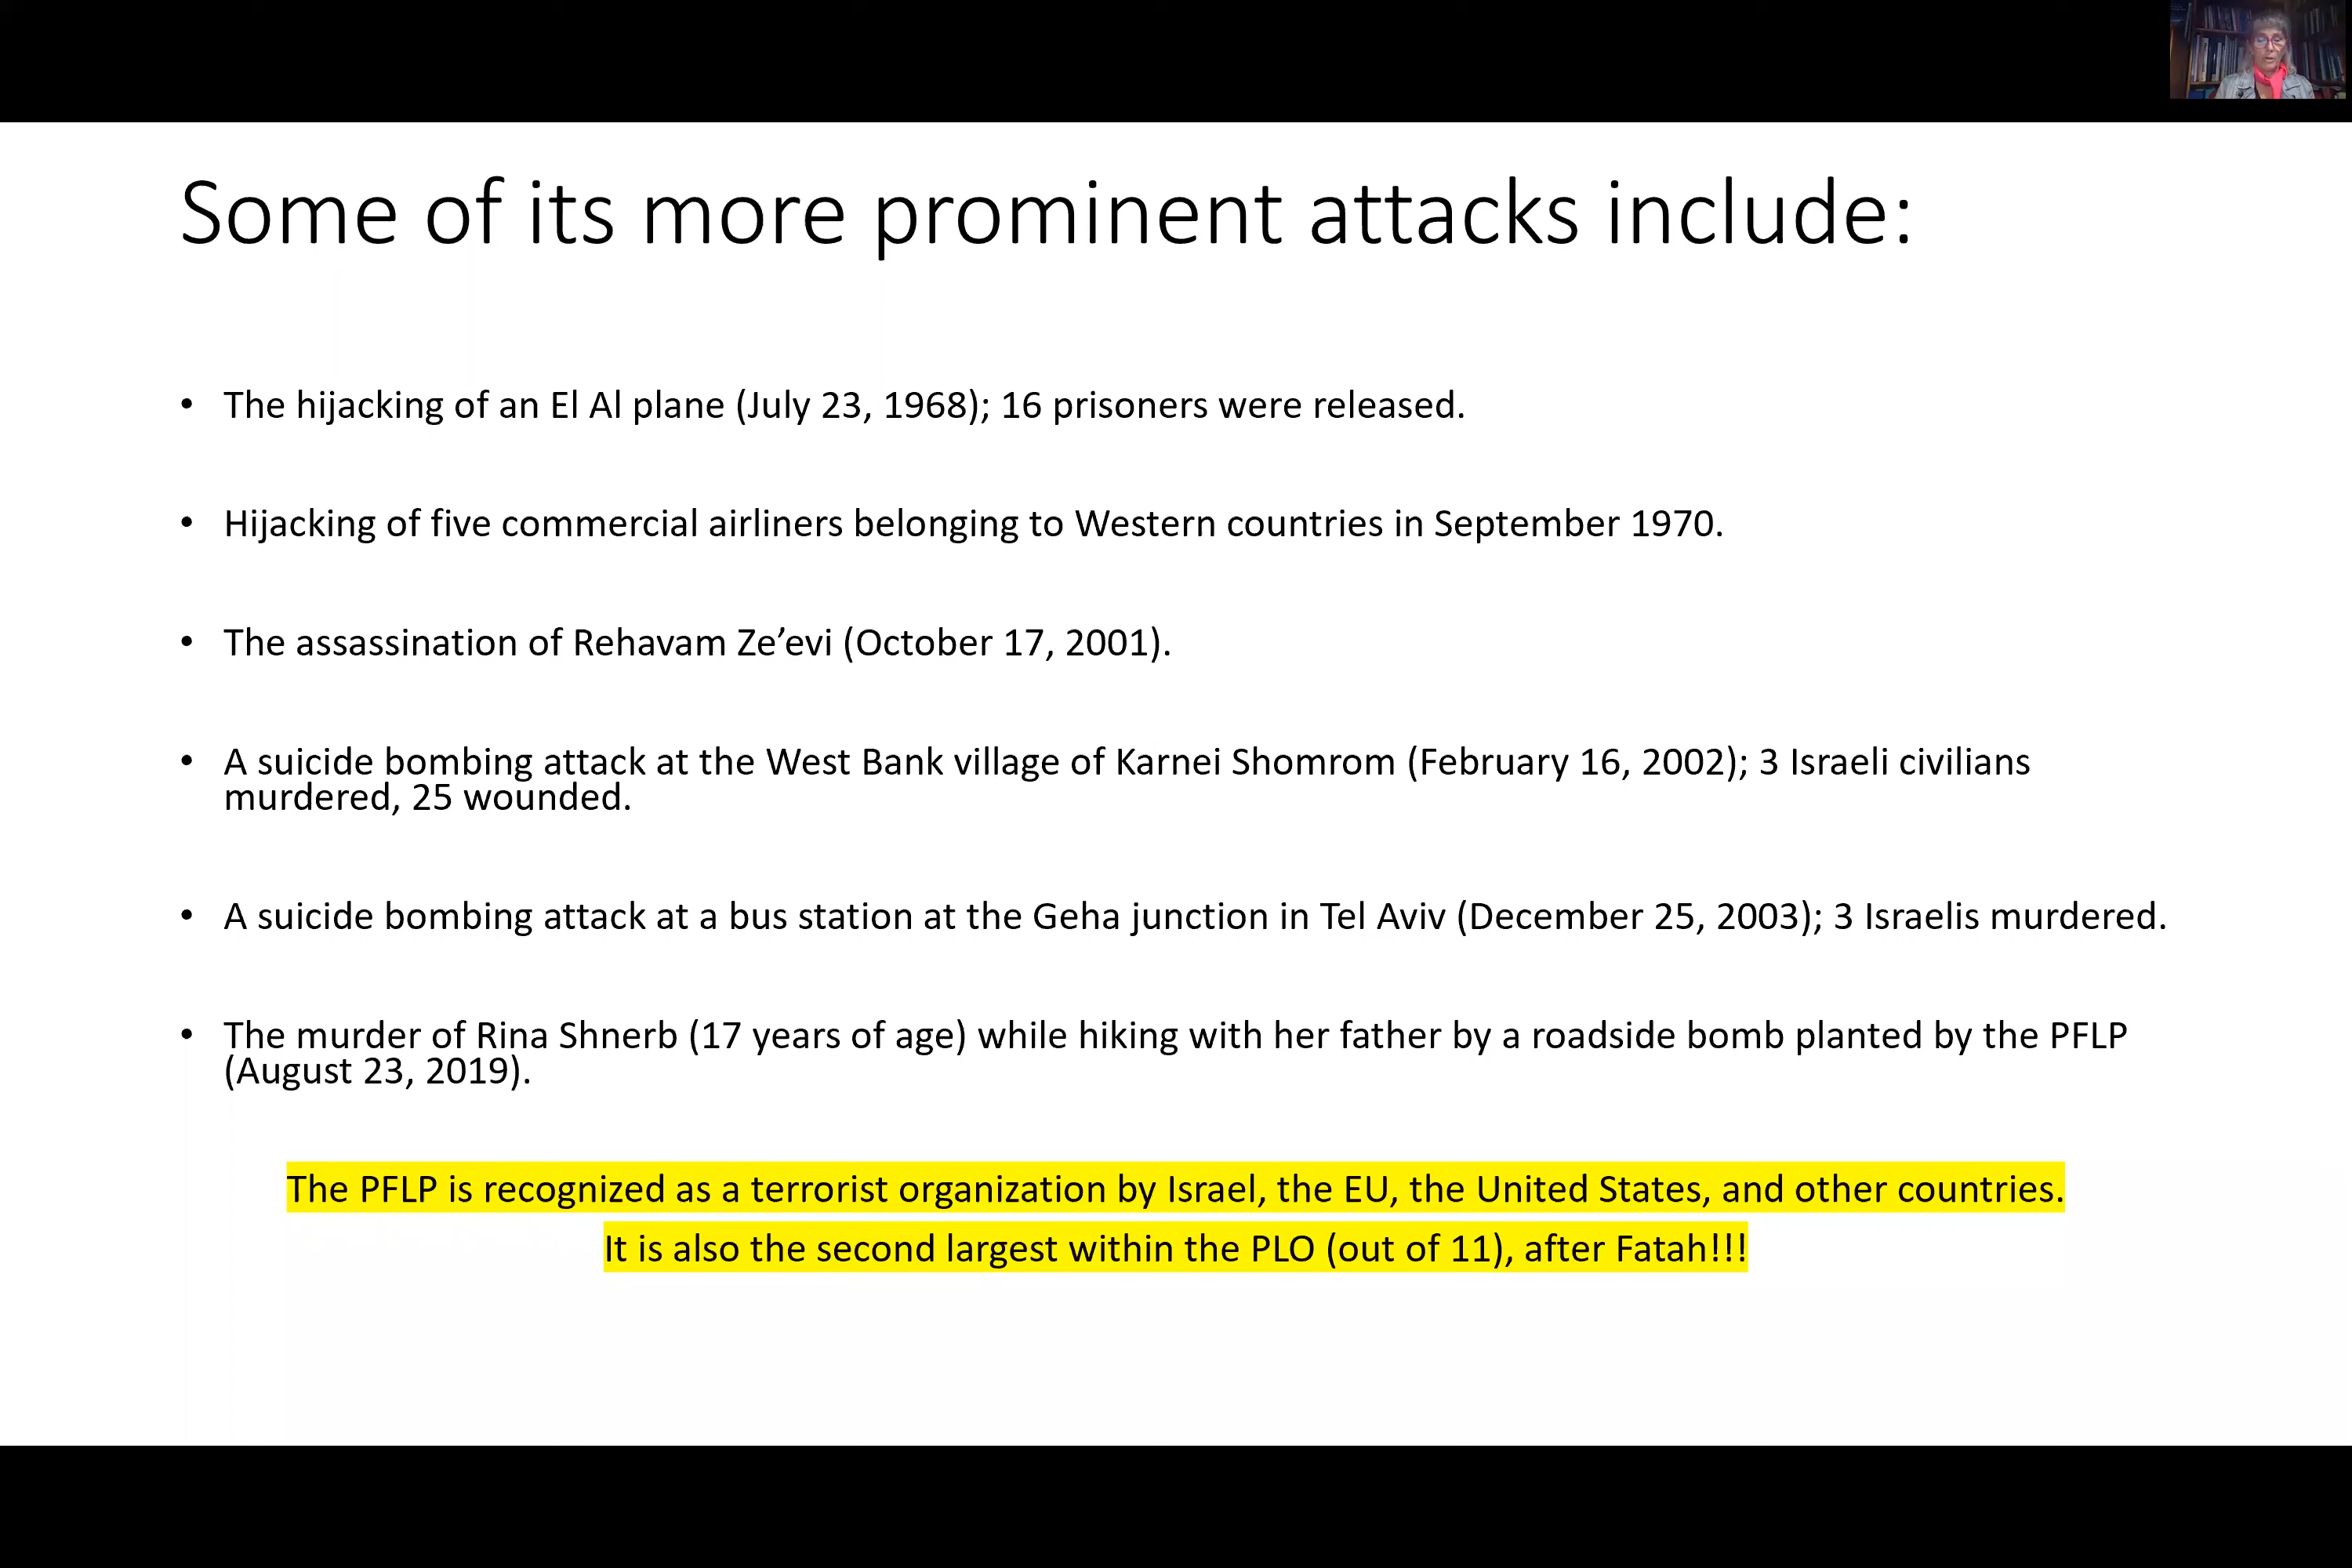 Some of its more prominent attacks include:
• The hijacking of an El Al plane (July 23, 1968); 16 prisoners were released.
• Hijacking of five commercial airliners belonging to Western countries in September 1970.
• The assassination of Rehavam Ze’evi (October 17, 2001).
• A suicide bombing attack at the West Bank village of Karnei Shomrom (February 16, 2002); 3 Israeli civilians
murdered, 25 wounded.
• A suicide bombing attack at a bus station at the Geha junction in Tel Aviv (December 25, 2003); 3 Israelis murdered.
• The murder of Rina Shnerb (17 years of age) while hiking with her father by a roadside bomb planted by the PFLP
(August 23, 2019).
The PFLP is recognized as a terrorist organization by Israel, the EU, the United States, and other countries.
It is also the second largest within the PLO (out of 11), after Fatah!!!